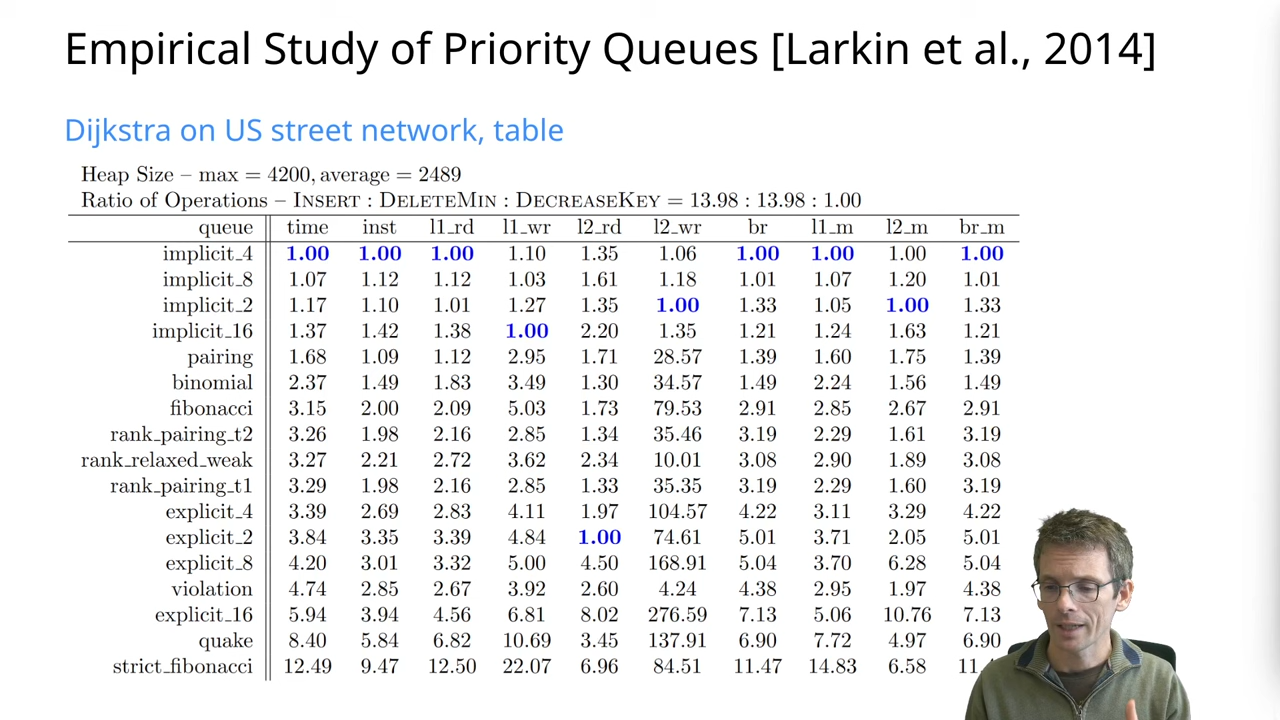 Empirical Study of Priority Queues [Larkin et al., 2014]
Dijkstra on US street network, table
Heap Size – max = 4200, average = 2489
Ratio of Operations – INSERT : DELETEMIN : DECREASEKEY = 13.98 : 13.98 : 1.00
queue time inst l1_rd l1_wr l2_rd l2_wr br l1_m l2_m br_m
implicit_4 1.00 1.00 1.00 1.10 1.35 1.06 1.00 1.00 1.00 1.00
implicit_8 1.07 1.12 1.12 1.03 1.61 1.18 1.01 1.07 1.20 1.01
implicit_2 1.17 1.10 1.01 1.27 1.35 1.00 1.33 1.05 1.00 1.33
implicit_16 1.37 1.42 1.38 1.00 2.20 1.35 1.21 1.24 1.63 1.21
pairing 1.68 1.09 1.12 2.95 1.71 28.57 1.39 1.60 1.75 1.39
binomial 2.37 1.49 1.83 3.49 1.30 34.57 1.49 2.24 1.56 1.49
fibonacci 3.15 2.00 2.09 5.03 1.73 79.53 2.91 2.85 2.67 2.91
rank_pairing_t2 3.26 1.98 2.16 2.85 1.34 35.46 3.19 2.29 1.61 3.19
rank_relaxed_weak 3.27 2.21 2.72 3.62 2.34 10.01 3.08 2.90 1.89 3.08
rank_pairing_t1 3.29 1.98 2.16 2.85 1.33 35.35 3.19 2.29 1.60 3.19
explicit_4 3.39 2.69 2.83 4.11 1.97 104.57 4.22 3.11 3.29 4.22
explicit_2 3.84 3.35 3.39 4.84 1.00 74.61 5.01 3.71 2.05 5.01
explicit_8 4.20 3.01 3.32 5.00 4.50 168.91 5.04 3.70 6.28 5.04
violation 4.74 2.85 2.67 3.92 2.60 4.24 4.38 2.95 1.97 4.38
explicit_16 5.94 3.94 4.56 6.81 8.02 276.59 7.13 5.06 10.76 7.13
quake 8.40 5.84 6.82 10.69 3.45 137.91 6.90 7.72 4.97 6.90
strict_fibonacci 12.49 9.47 12.50 22.07 6.96 84.51 11.47 14.83 6.58